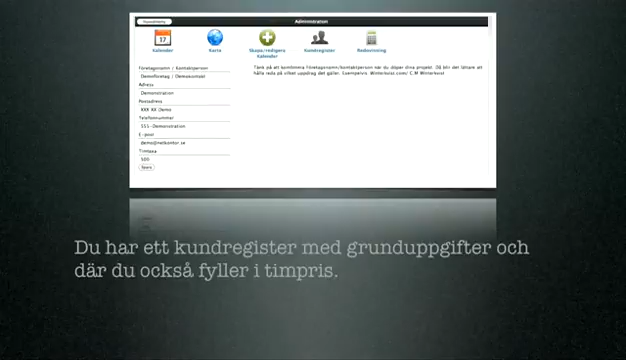 Administration
Kalender
Karta
Skapa/redigera
Kalender
Kundregister
Redovisning
17
Företagsnamn / Kontaktperson
Demoföretag / Demokontakt
Adress
Demonstration
Postadress
XXX XX Demo
Telefonnummer
555-Demonstration
E-post
demo@netkontor.se
Timtaxa
500
Spara
Tänk på att kombinera företagsnamn/kontaktperson när du döper dina projekt. Då blir det lättare att
hålla reda på vilket uppdrag det gäller. Exempelvis: Winterkvist.com/ C.M Winterkvist
Du har ett kundregister med grunduppgifter och
där du också fyller i timpris.